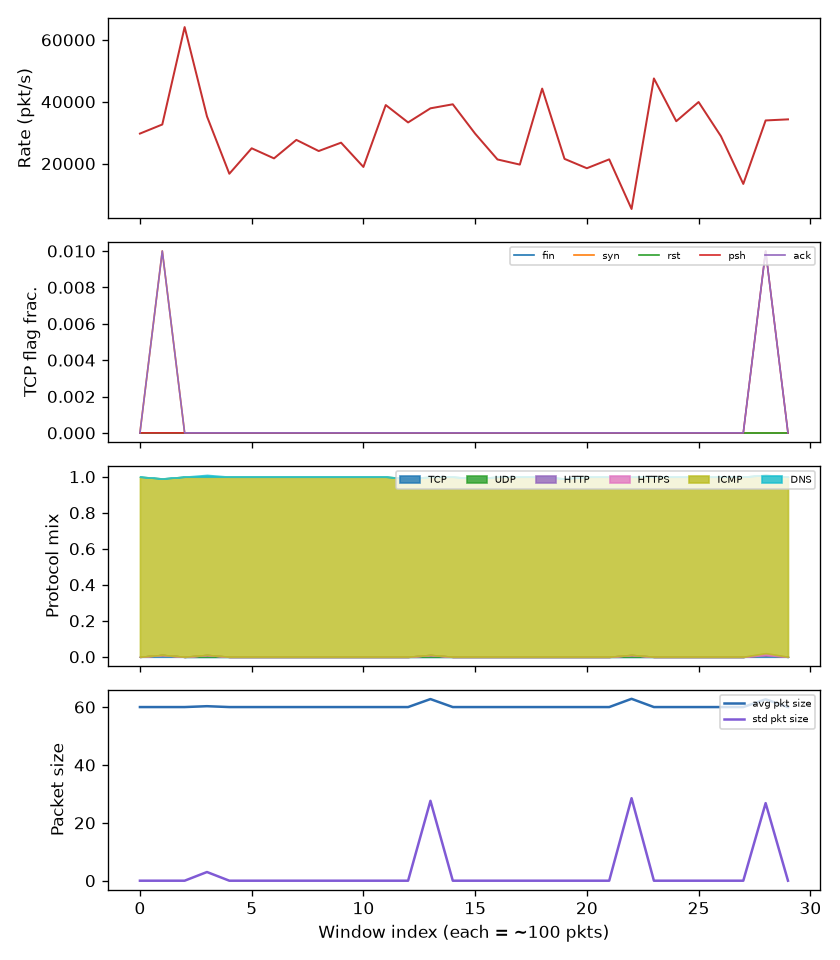 60000
40000
20000
Rate (pkt/s)
0.010
0.008
0.006
0.004
0.002
0.000
TCP flag frac.
fin syn rst psh ack
1.0
0.8
0.6
0.4
0.2
0.0
Protocol mix
TCP UDP HTTP HTTPS ICMP DNS
60
40
20
0
Packet size
avg pkt size
std pkt size
0 5 10 15 20 25 30
Window index (each = ~100 pkts)